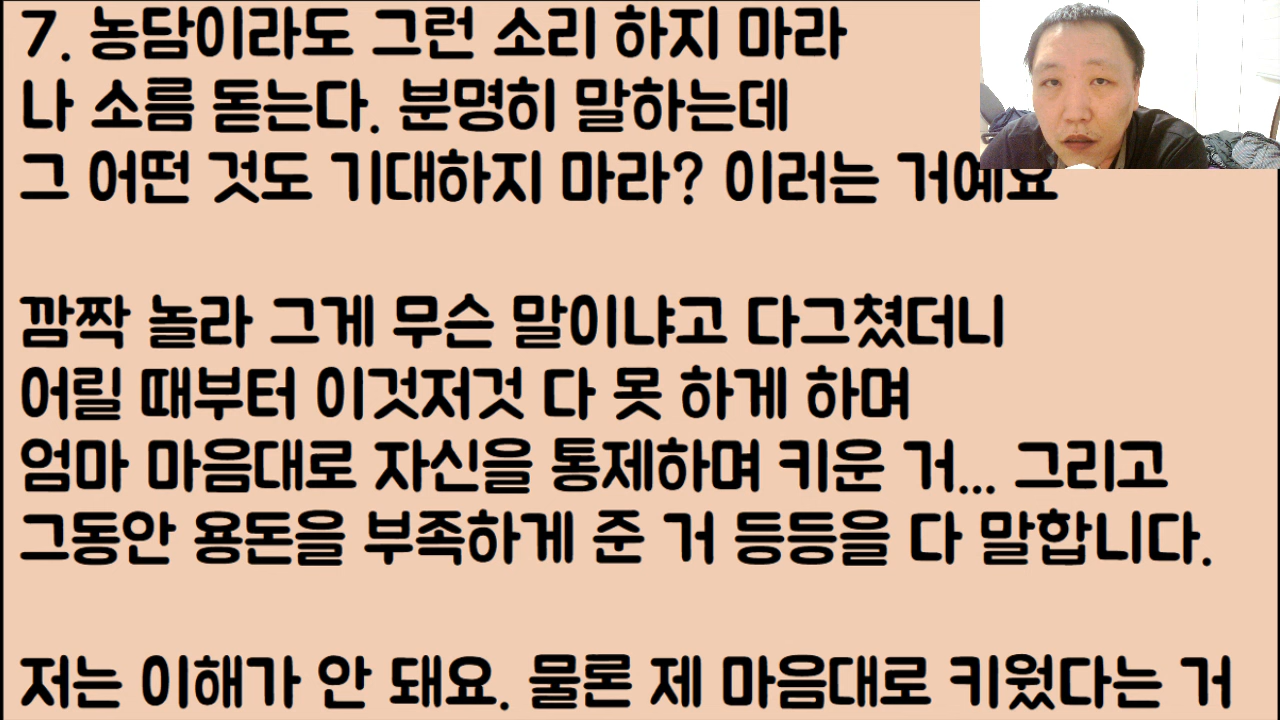 7. 농담이라도 그런 소리 하지 마라
나 소름 돋는다. 분명히 말하는데
그 어떤 것도 기대하지 마라? 이러는 거예요
깜짝 놀라 그게 무슨 말이냐고 다그쳤더니
어릴 때부터 이것저것 다 못 하게 하며
엄마 마음대로 자신을 통제하며 키운 거... 그리고
그동안 용돈을 부족하게 준 거 등등을 다 말합니다.
저는 이해가 안 돼요. 물론 제 마음대로 키웠다는 거